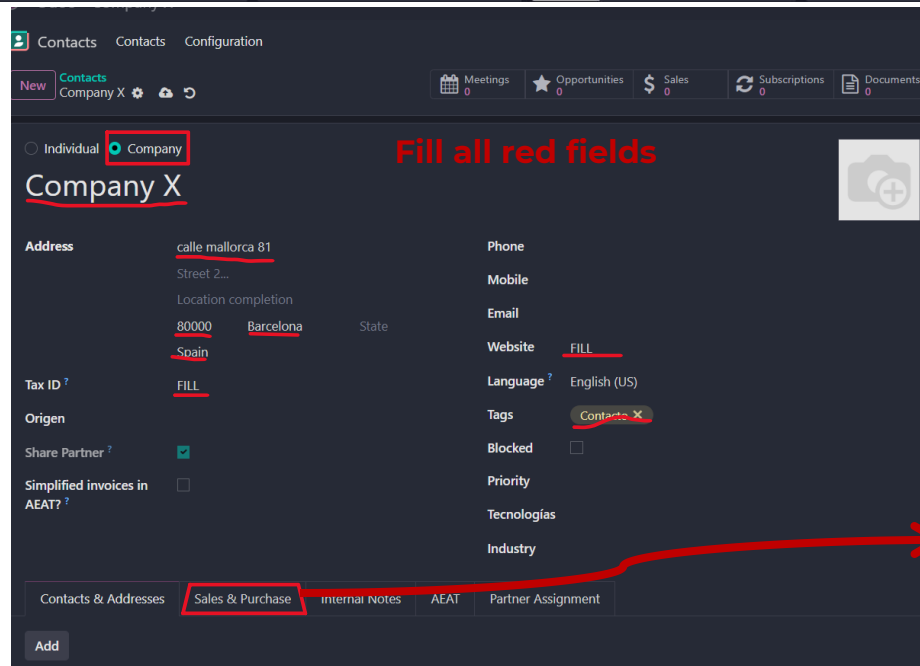 Contacts Contacts Configuration
New Contacts Meetings Opportunities Sales Subscriptions Documents
Company X 0 0 0 0 0
Individual Company Fill all red fields
Company X
Address calle mallorca 81 Phone
Street 2... Mobile
Location completion Email
80000 Barcelona State
Spain Website FILL
Tax ID ? FILL Language ? English (US)
Origen Tags Contacto ×
Share Partner ? Blocked
Simplified invoices in Priority
AEAT? ? Tecnologías
Industry
Contacts & Addresses Sales & Purchase Internal Notes AEAT Partner Assignment
Add